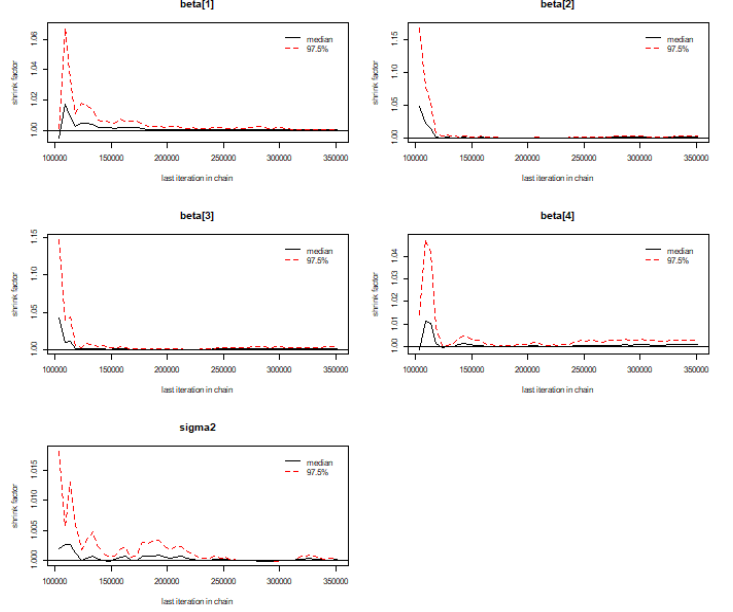 beta[1]
shrink factor
1.00 1.02 1.04 1.06
median
97.5%
100000 150000 200000 250000 300000 350000
last iteration in chain
beta[2]
shrink factor
1.00 1.05 1.10 1.15
median
97.5%
100000 150000 200000 250000 300000 350000
last iteration in chain
beta[3]
shrink factor
1.00 1.05 1.10 1.15
median
97.5%
100000 150000 200000 250000 300000 350000
last iteration in chain
beta[4]
shrink factor
1.00 1.01 1.02 1.03 1.04
median
97.5%
100000 150000 200000 250000 300000 350000
last iteration in chain
sigma2
shrink factor
1.000 1.005 1.010 1.015
median
97.5%
100000 150000 200000 250000 300000 350000
last iteration in chain